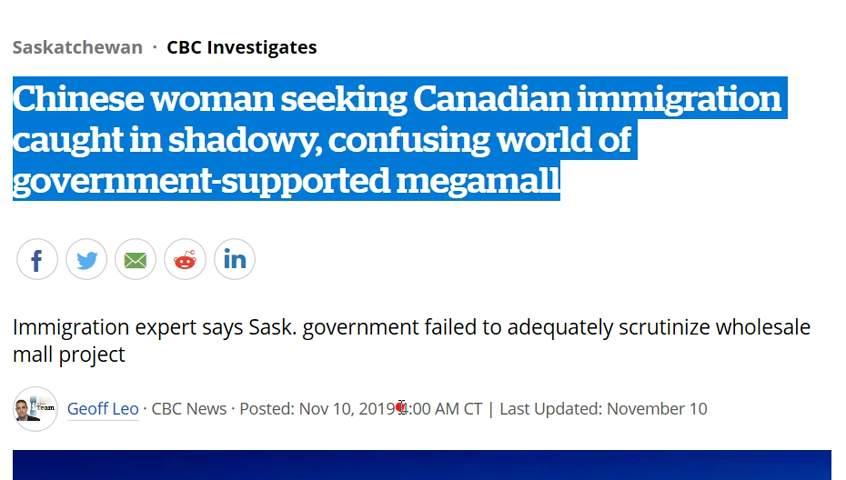 Saskatchewan · CBC Investigates
Chinese woman seeking Canadian immigration
caught in shadowy, confusing world of
government-supported megamall
Immigration expert says Sask. government failed to adequately scrutinize wholesale
mall project
Geoff Leo · CBC News · Posted: Nov 10, 2019 4:00 AM CT | Last Updated: November 10